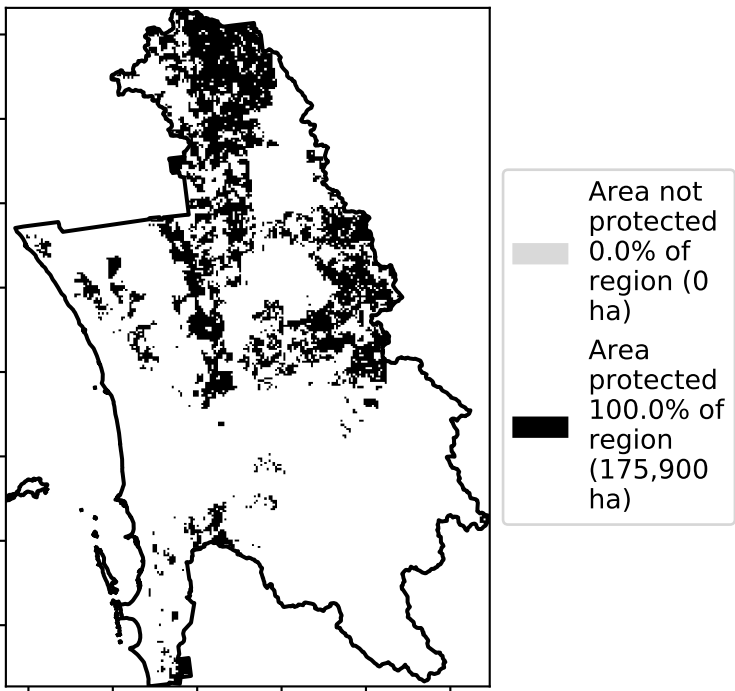 Area not
protected
0.0% of
region (0
ha)
Area
protected
100.0% of
region
(175,900
ha)